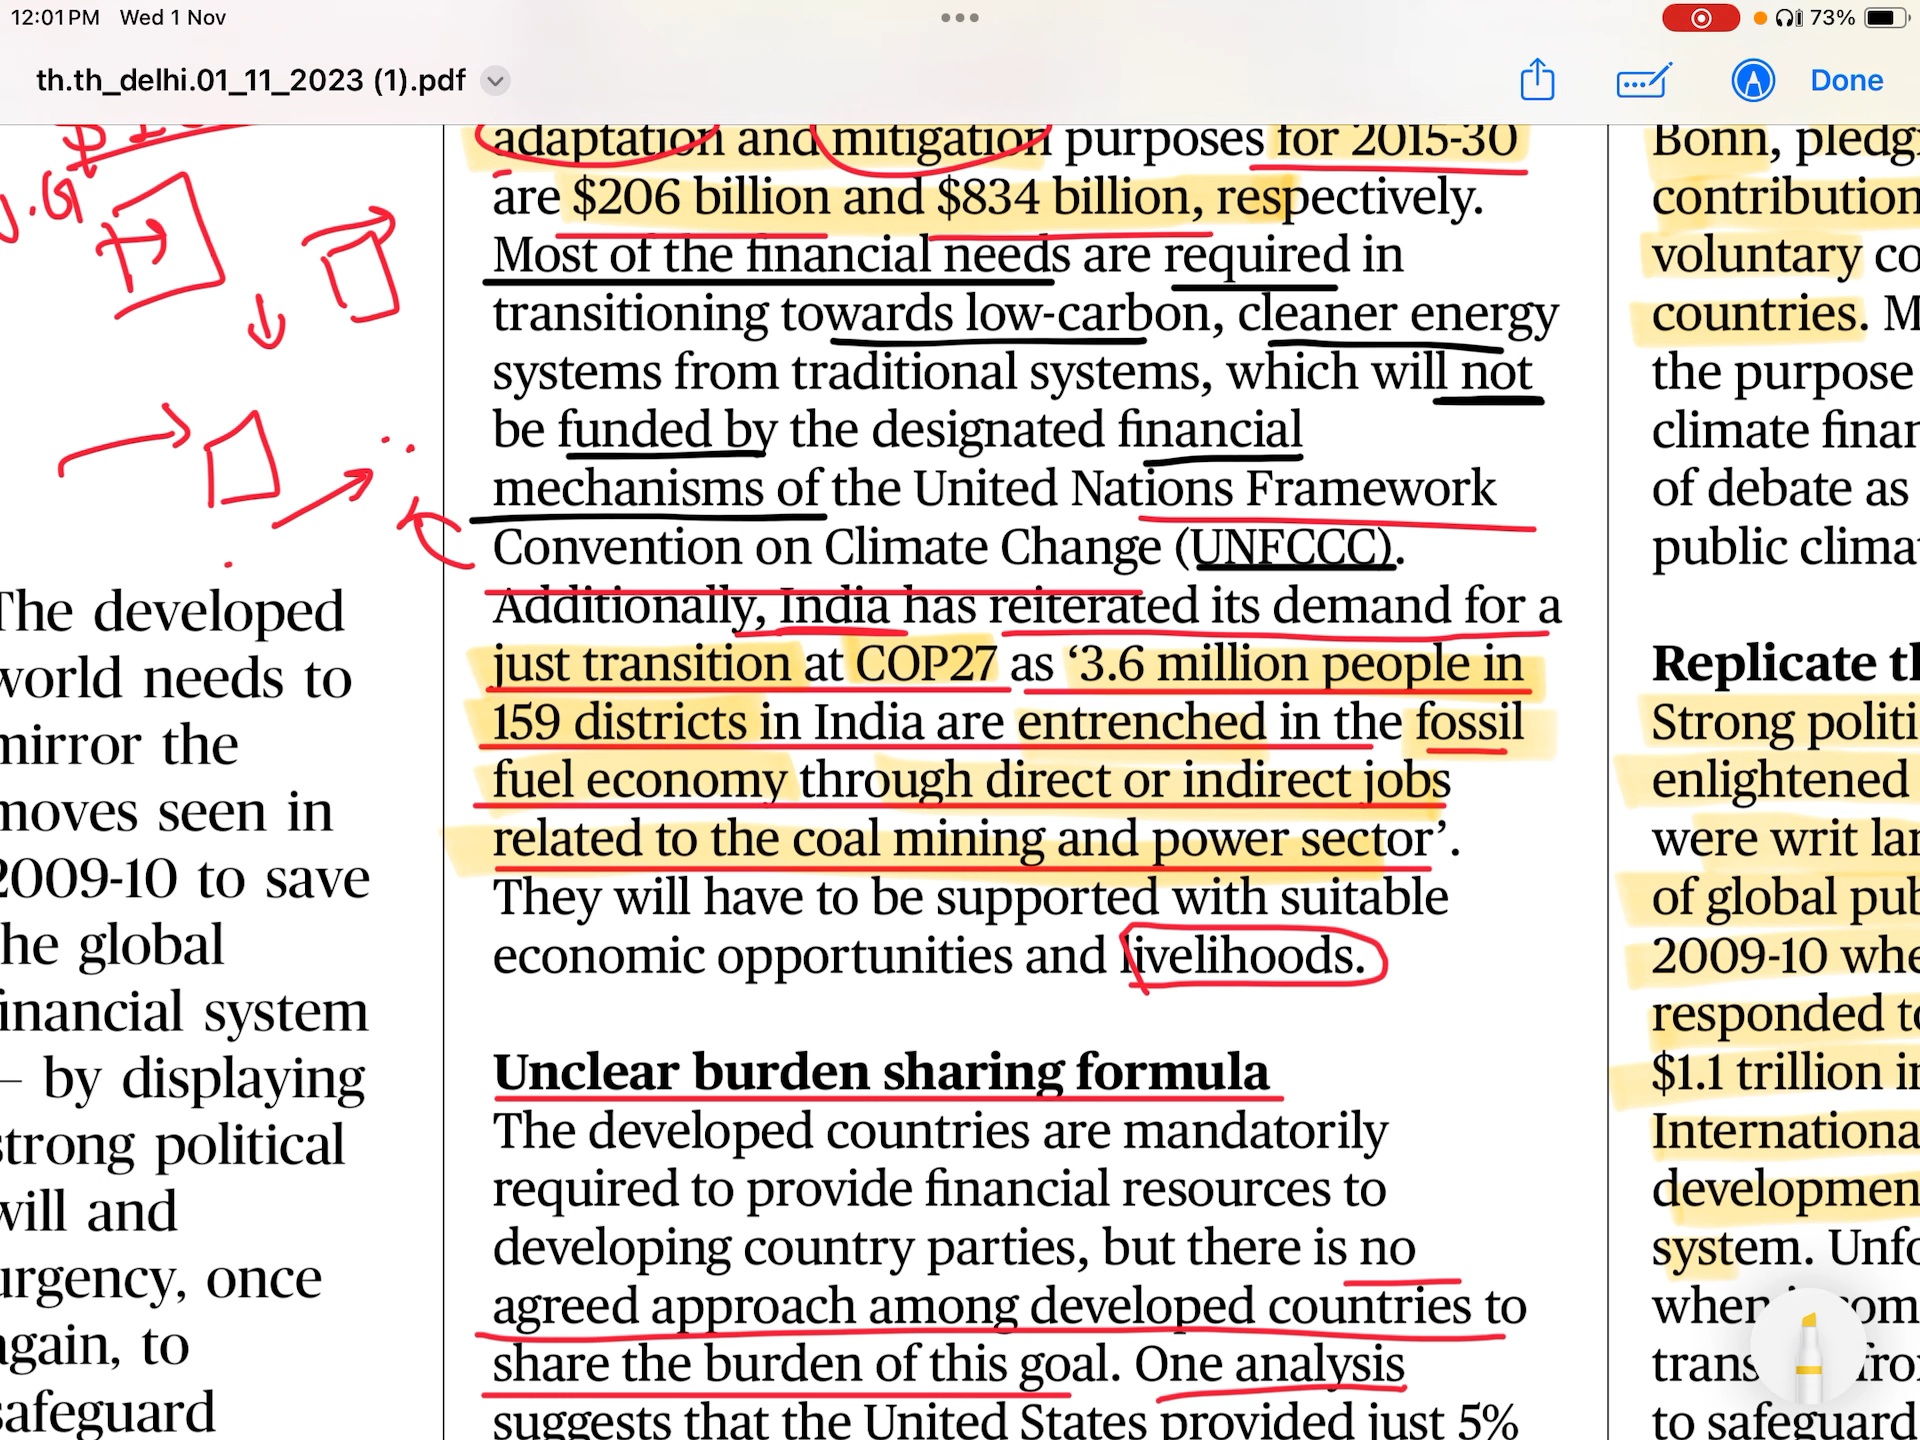 12:01 PM Wed 1 Nov
73%
th.th_delhi.01_11_2023 (1).pdf
Done
The developed
world needs to
mirror the
moves seen in
2009-10 to save
the global
financial system
— by displaying
strong political
will and
urgency, once
again, to
safeguard
adaptation and mitigation purposes for 2015-30
are $206 billion and $834 billion, respectively.
Most of the financial needs are required in
transitioning towards low-carbon, cleaner energy
systems from traditional systems, which will not
be funded by the designated financial
mechanisms of the United Nations Framework
Convention on Climate Change (UNFCCC).
Additionally, India has reiterated its demand for a
just transition at COP27 as ‘3.6 million people in
159 districts in India are entrenched in the fossil
fuel economy through direct or indirect jobs
related to the coal mining and power sector’.
They will have to be supported with suitable
economic opportunities and livelihoods.
Unclear burden sharing formula
The developed countries are mandatorily
required to provide financial resources to
developing country parties, but there is no
agreed approach among developed countries to
share the burden of this goal. One analysis
suggests that the United States provided just 5%
Bonn,
contribution
voluntary
countries.
the purpose
climate
of debate as
public
Replicate
Strong
enlightened
were writ
of global
2009-10
responded
$1.1 trillion
system.
to safeguard